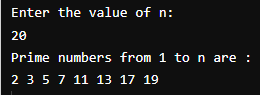 Enter the value of n:
20
Prime numbers from 1 to n are :
2 3 5 7 11 13 17 19